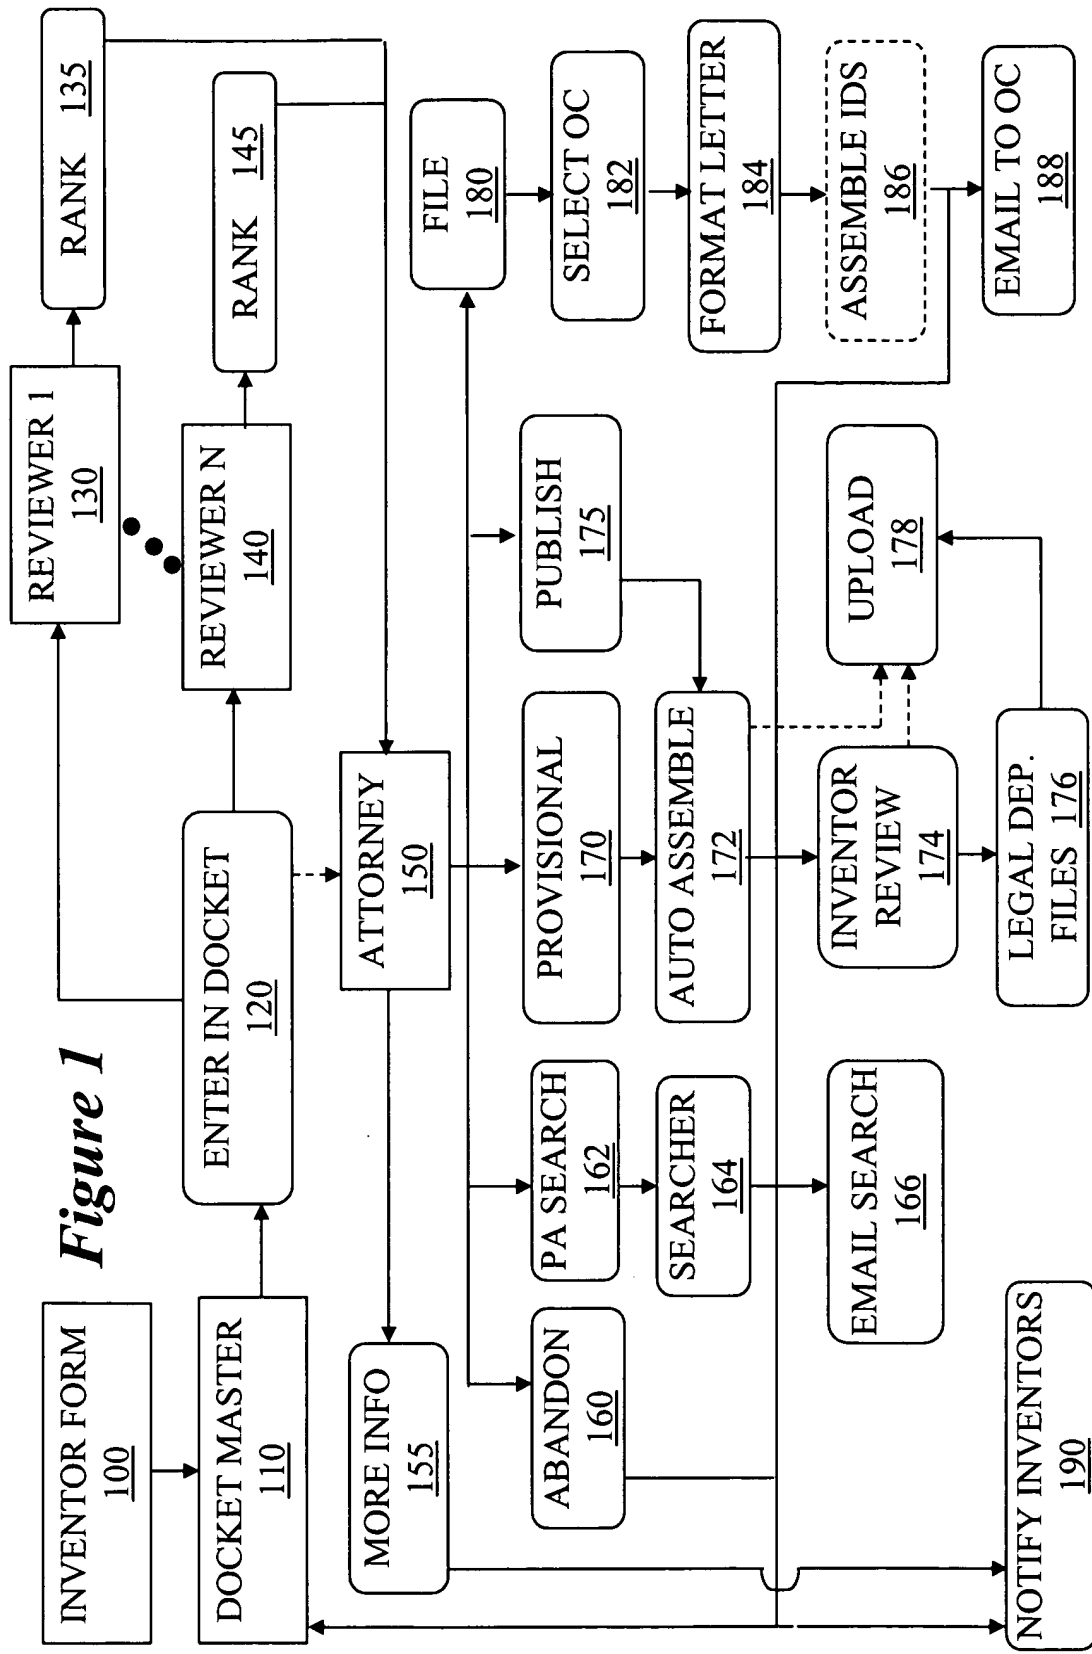 Figure 1
INVENTOR FORM
100
DOCKET MASTER
110
ENTER IN DOCKET
120
REVIEWER 1
130
RANK 135
REVIEWER N
140
RANK 145
ATTORNEY
150
MORE INFO
155
ABANDON
160
PA SEARCH
162
SEARCHER
164
EMAIL SEARCH
166
PROVISIONAL
170
AUTO ASSEMBLE
172
INVENTOR
REVIEW
174
LEGAL DEP.
FILES 176
PUBLISH
175
UPLOAD
178
FILE
180
SELECT OC
182
FORMAT LETTER
184
ASSEMBLE IDS
186
EMAIL TO OC
188
NOTIFY INVENTORS
190